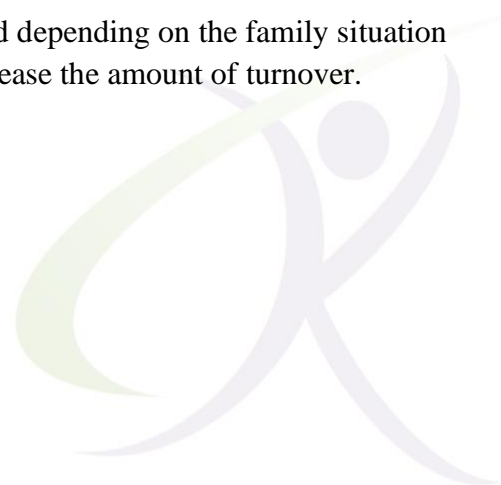 depending on the family situation
ease the amount of turnover.